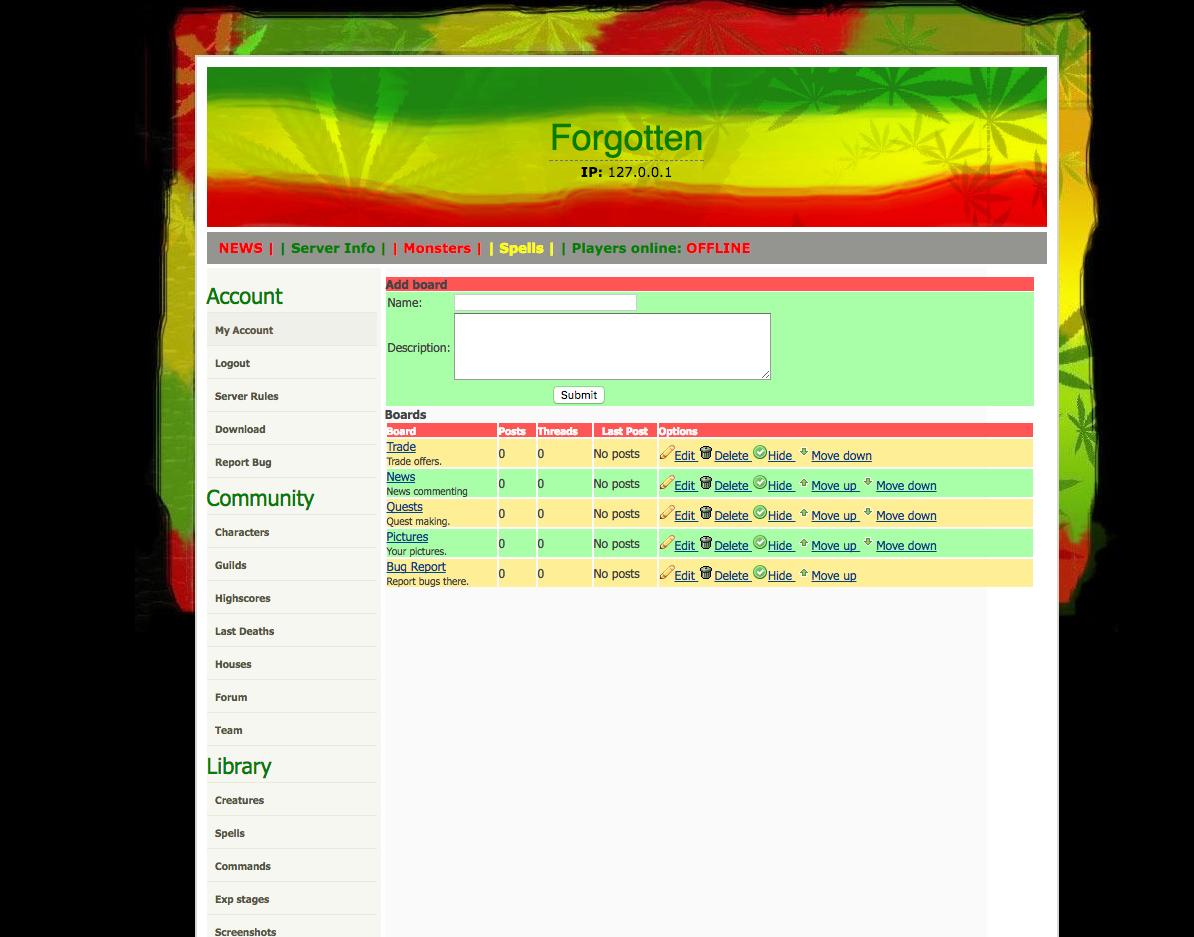 Forgotten
IP: 127.0.0.1
NEWS | | Server Info | | Monsters | | Spells | | Players online: OFFLINE
Account
My Account
Logout
Server Rules
Download
Report Bug
Community
Characters
Guilds
Highscores
Last Deaths
Houses
Forum
Team
Library
Creatures
Spells
Commands
Exp stages
Screenshots
Add board
Name:
Description:
Submit
Boards
Board Posts Threads Last Post Options
Trade
Trade offers.
0 0 No posts Edit Delete Hide Move down
News
News commenting
0 0 No posts Edit Delete Hide Move up Move down
Quests
Quest making.
0 0 No posts Edit Delete Hide Move up Move down
Pictures
Your pictures.
0 0 No posts Edit Delete Hide Move up Move down
Bug Report
Report bugs there.
0 0 No posts Edit Delete Hide Move up